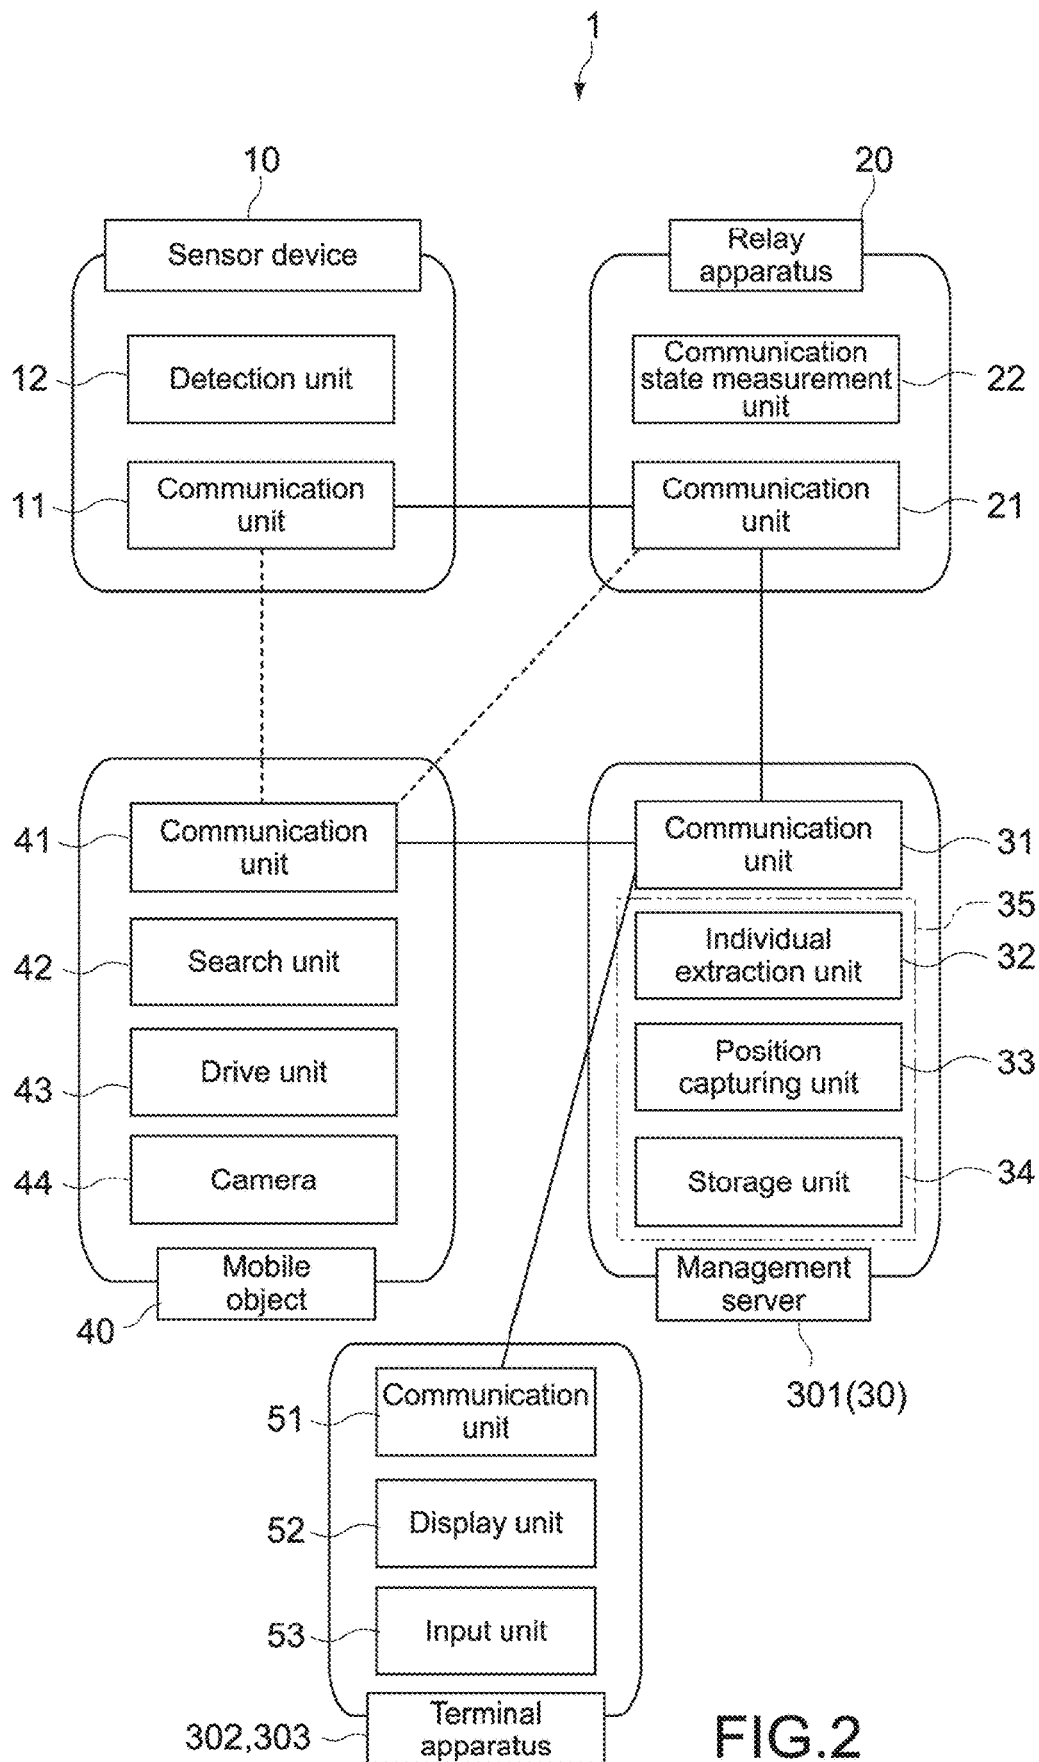 1
10
20
Sensor device
Relay
apparatus
12
Detection unit
Communication
state measurement
unit
22
11
Communication
unit
Communication
unit
21
41
Communication
unit
Communication
unit
31
35
42
Search unit
Individual
extraction unit
32
43
Drive unit
Position
capturing unit
33
44
Camera
Storage unit
34
Mobile
object
40
Management
server
301(30)
51
Communication
unit
52
Display unit
53
Input unit
302,303
Terminal
apparatus
FIG.2